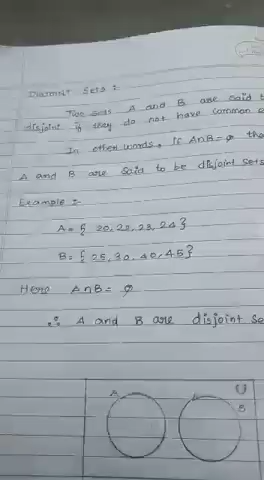 Disjoint Sets :-
Two sets A and B are said t
disjoint if they do not have common e
In other words, if A∩B = φ the
A and B are said to be disjoint sets
Example :-
A = { 20, 22, 23, 24 }
B = { 25, 30, 40, 45 }
Here A∩B = φ
∴ A and B are disjoint se
U
A B